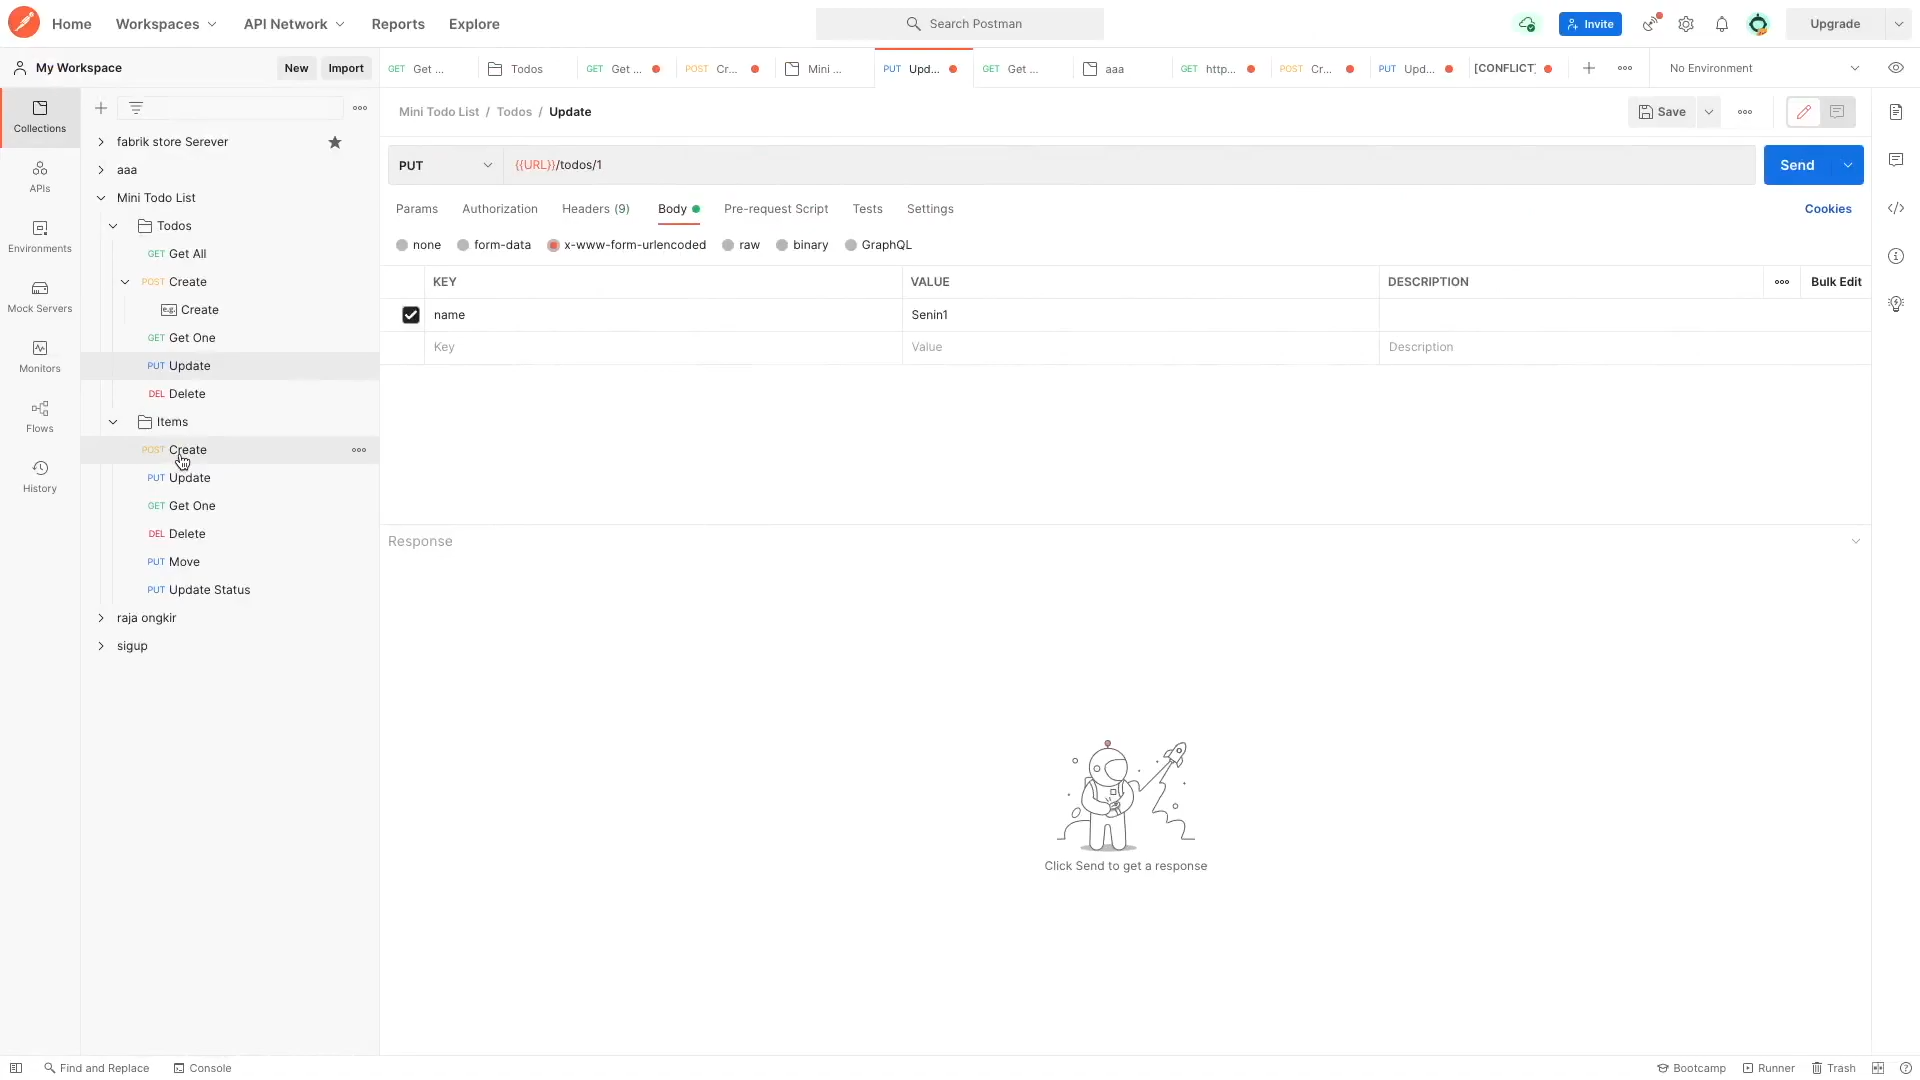 Home
Workspaces
API Network
Reports
Explore
Search Postman
Invite
Upgrade
My Workspace
New
Import
GET Get ...
Todos
GET Get ...
POST Cr...
Mini ...
PUT Upd...
GET Get ...
aaa
GET http...
POST Cr...
PUT Upd...
[CONFLICT]
No Environment
Collections
APIs
Environments
Mock Servers
Monitors
Flows
History
fabrik store Serever
aaa
Mini Todo List
Todos
GET Get All
POST Create
e.g. Create
GET Get One
PUT Update
DEL Delete
Items
POST Create
PUT Update
GET Get One
DEL Delete
PUT Move
PUT Update Status
raja ongkir
sigup
Mini Todo List / Todos / Update
Save
PUT
{{URL}}/todos/1
Send
Params
Authorization
Headers (9)
Body
Pre-request Script
Tests
Settings
Cookies
none
form-data
x-www-form-urlencoded
raw
binary
GraphQL
KEY
VALUE
DESCRIPTION
Bulk Edit
name
Senin1
Key
Value
Description
Response
Click Send to get a response
Find and Replace
Console
Bootcamp
Runner
Trash